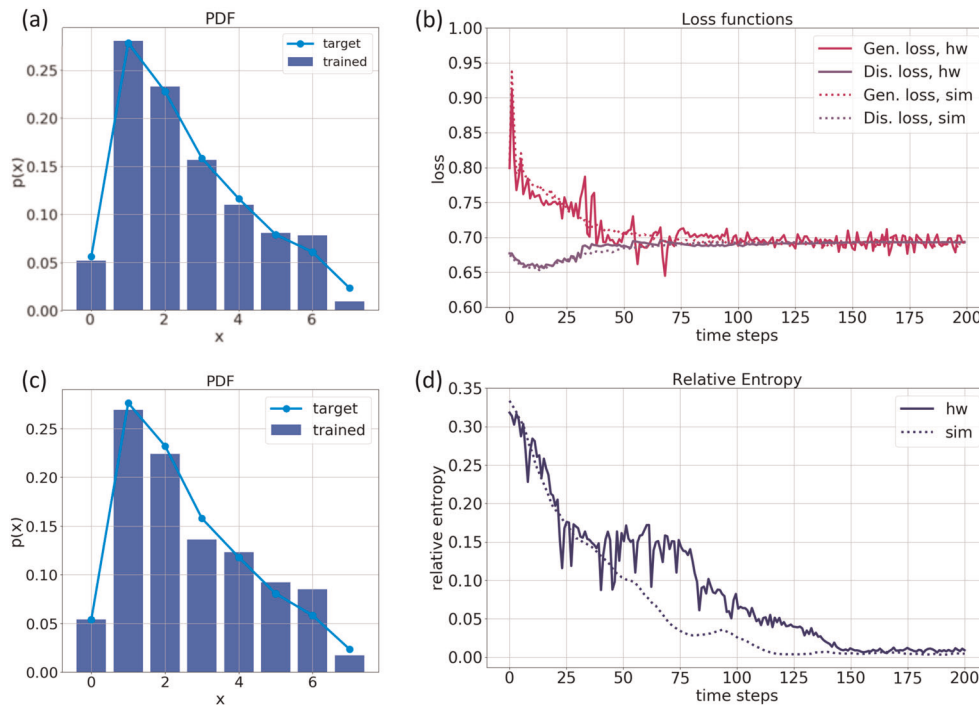 (a)
PDF
target
trained
p(x)
0.25
0.20
0.15
0.10
0.05
0.00
0
2
4
6
x
(b)
Loss functions
Gen. loss, hw
Dis. loss, hw
Gen. loss, sim
Dis. loss, sim
loss
1.00
0.95
0.90
0.85
0.80
0.75
0.70
0.65
0.60
0
25
50
75
100
125
150
175
200
time steps
(c)
PDF
target
trained
p(x)
0.25
0.20
0.15
0.10
0.05
0.00
0
2
4
6
x
(d)
Relative Entropy
hw
sim
relative entropy
0.35
0.30
0.25
0.20
0.15
0.10
0.05
0.00
0
25
50
75
100
125
150
175
200
time steps